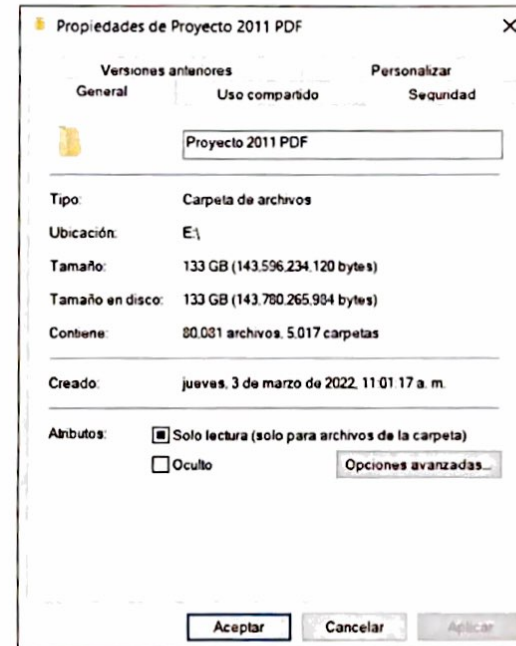 Propiedades de Proyecto 2011 PDF
Versiones anteriores Personalizar
General Uso compartido Seguridad
Proyecto 2011 PDF
Tipo: Carpeta de archivos
Ubicación: E:\
Tamaño: 133 GB (143,596,234,120 bytes)
Tamaño en disco: 133 GB (143,780,265,984 bytes)
Contiene: 80,031 archivos, 5,017 carpetas
Creado: jueves, 3 de marzo de 2022, 11:01:17 a. m.
Atributos: Solo lectura (solo para archivos de la carpeta)
Oculto Opciones avanzadas...
Aceptar Cancelar Aplicar